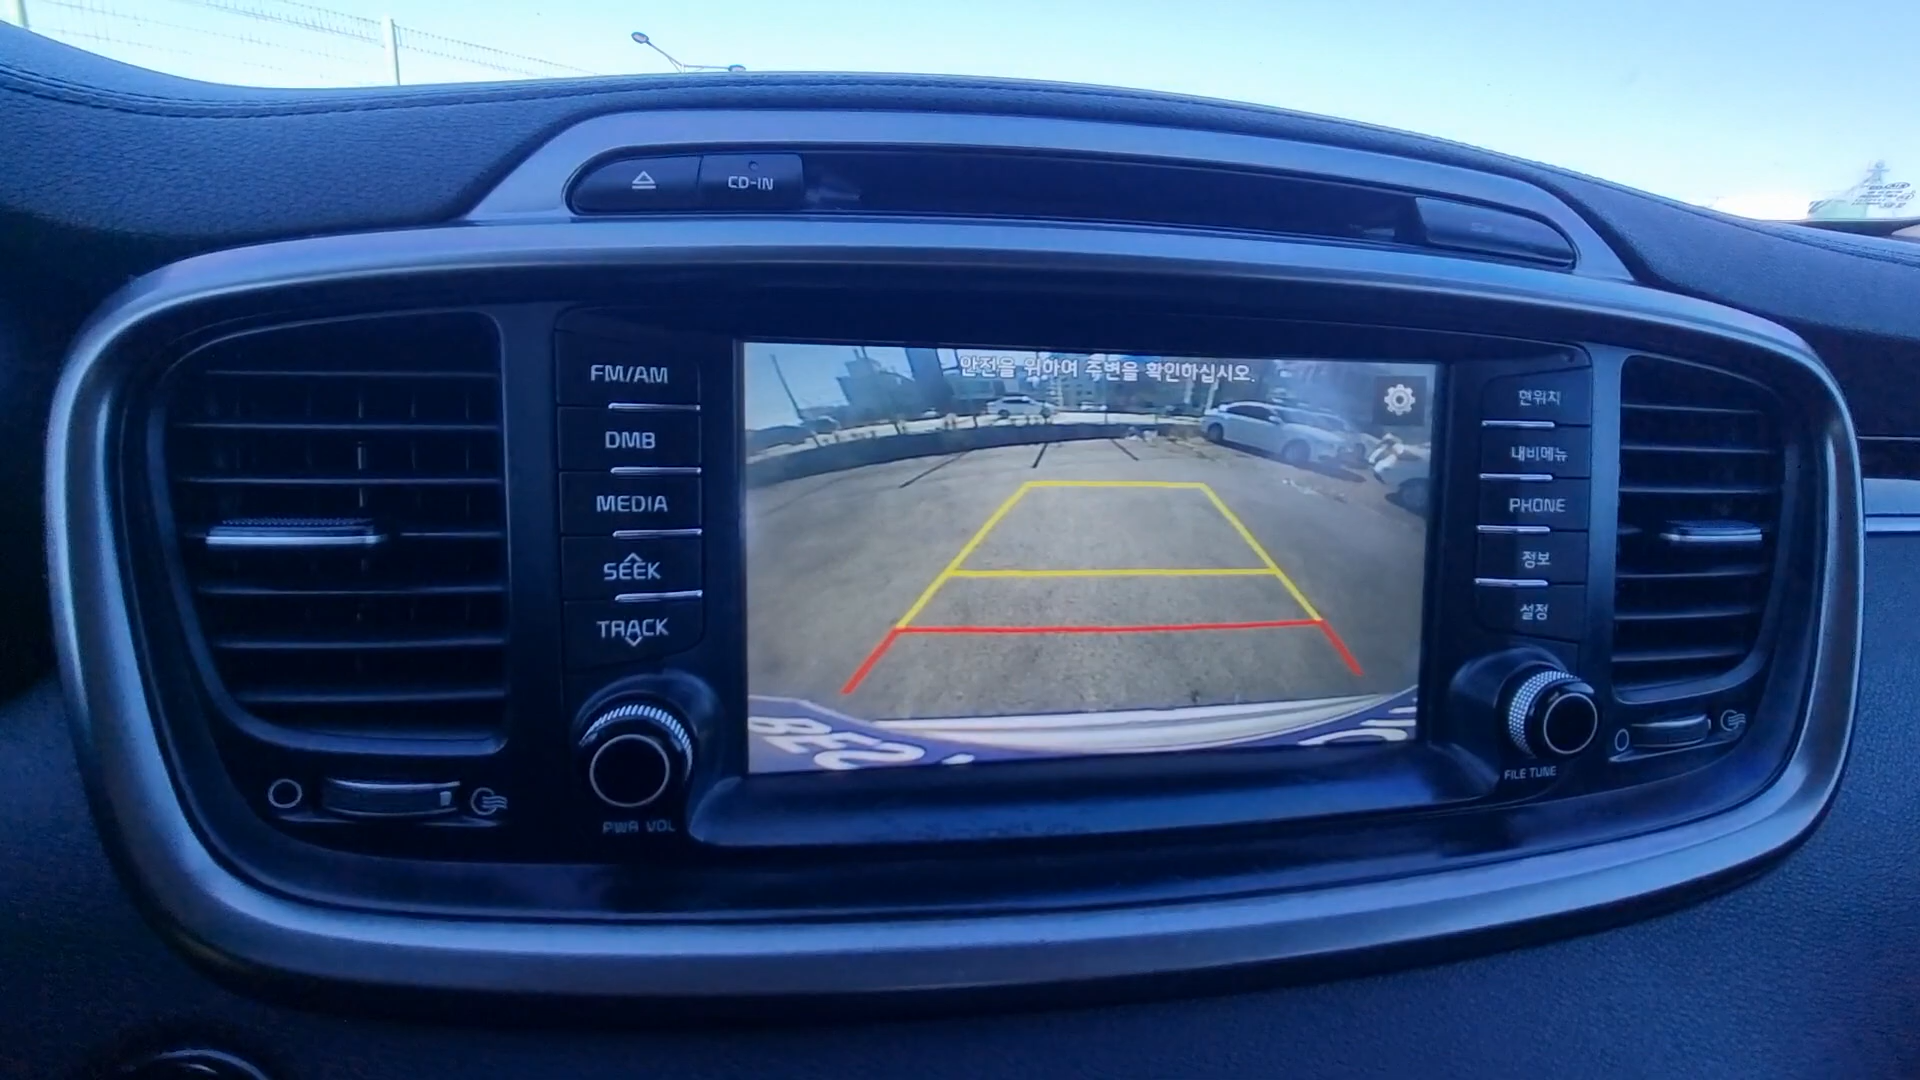 CD-IN
안전을 위하여 주변을 확인하십시오.
FM/AM
DMB
MEDIA
SEEK
TRACK
PWR VOL
현위치
내비메뉴
PHONE
정보
설정
FILE TUNE